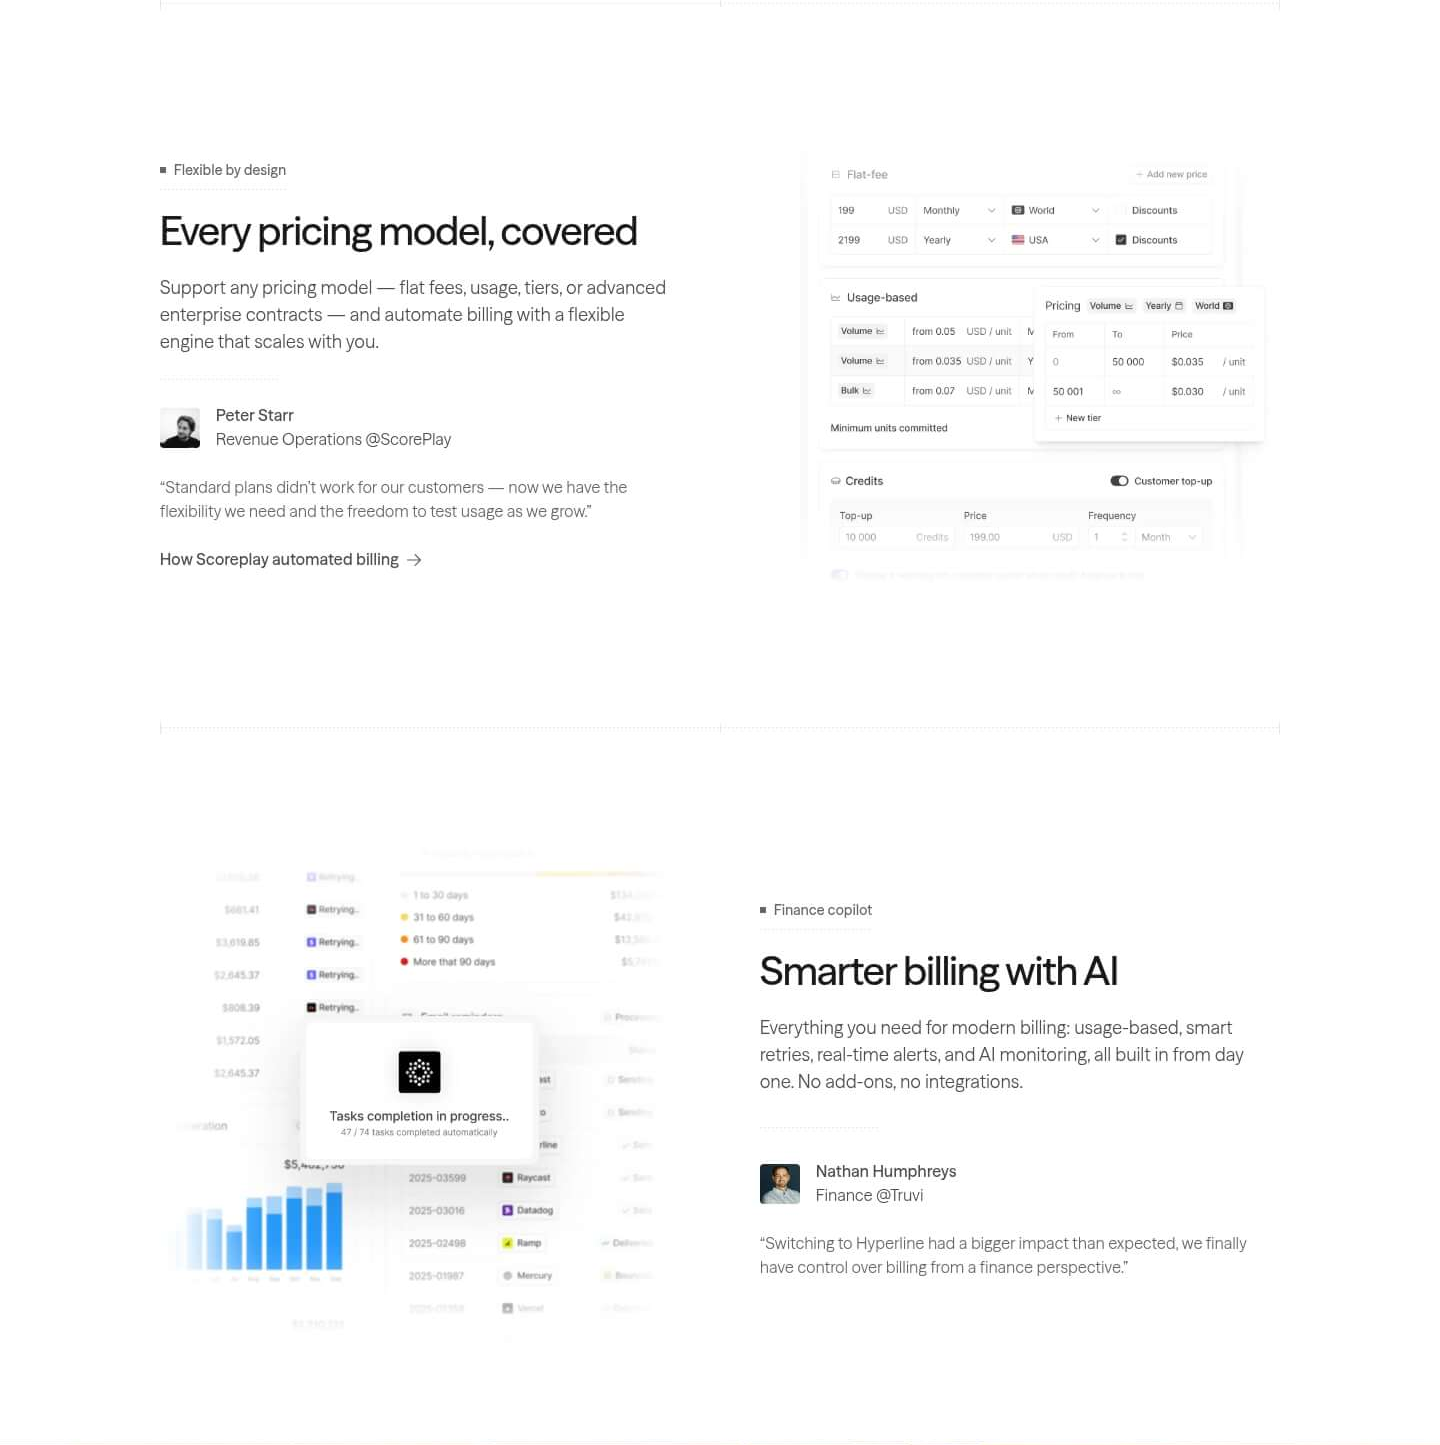 Flexible by design
Every pricing model, covered
Support any pricing model — flat fees, usage, tiers, or advanced
enterprise contracts — and automate billing with a flexible
engine that scales with you.
Peter Starr
Revenue Operations @ScorePlay
“Standard plans didn’t work for our customers — now we have the
flexibility we need and the freedom to test usage as we grow.”
How Scoreplay automated billing →
Flat-fee + Add new price
199 USD Monthly World Discounts
2199 USD Yearly USA Discounts
Usage-based
Volume from 0.05 USD / unit M
Volume from 0.035 USD / unit Y
Bulk from 0.07 USD / unit M
Minimum units committed
Pricing Volume Yearly World
From To Price
0 50 000 $0.035 / unit
50 001 ∞ $0.030 / unit
+ New tier
Credits Customer top-up
Top-up Price Frequency
10 000 Credits 199.00 USD 1 Month
Retrying..
$681.41 Retrying..
$3,619.85 Retrying..
$2,645.37 Retrying..
$808.39 Retrying..
$1,572.05
$2,645.37
1 to 30 days
31 to 60 days
61 to 90 days
More that 90 days
Email reminders
Tasks completion in progress..
47 / 74 tasks completed automatically
2025-03599 Raycast
2025-03016 Datadog
2025-02498 Ramp
2025-01987 Mercury
Vercel
Finance copilot
Smarter billing with AI
Everything you need for modern billing: usage-based, smart
retries, real-time alerts, and AI monitoring, all built in from day
one. No add-ons, no integrations.
Nathan Humphreys
Finance @Truvi
“Switching to Hyperline had a bigger impact than expected, we finally
have control over billing from a finance perspective.”